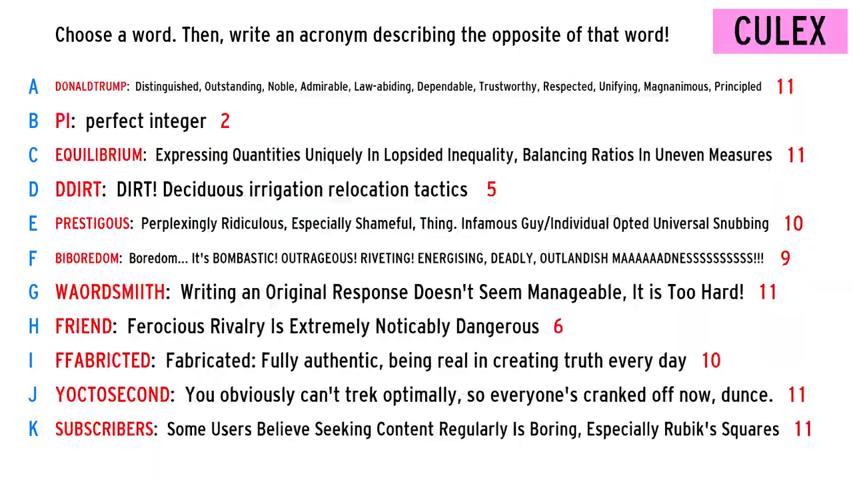 Choose a word. Then, write an acronym describing the opposite of that word!
CULEX
A DONALDTRUMP: Distinguished, Outstanding, Noble, Admirable, Law-abiding, Dependable, Trustworthy, Respected, Unifying, Magnanimous, Principled 11
B PI: perfect integer 2
C EQUILIBRIUM: Expressing Quantities Uniquely In Lopsided Inequality, Balancing Ratios In Uneven Measures 11
D DDIRT: DIRT! Deciduous irrigation relocation tactics 5
E PRESTIGOUS: Perplexingly Ridiculous, Especially Shameful, Thing. Infamous Guy/Individual Opted Universal Snubbing 10
F BIBOREDOM: Boredom... It's BOMBASTIC! OUTRAGEOUS! RIVETING! ENERGISING, DEADLY, OUTLANDISH MAAAAAADNESSSSSSSSSS!!! 9
G WAORDSMIITH: Writing an Original Response Doesn't Seem Manageable, It is Too Hard! 11
H FRIEND: Ferocious Rivalry Is Extremely Noticably Dangerous 6
I FFABRICTED: Fabricated: Fully authentic, being real in creating truth every day 10
J YOCTOSECOND: You obviously can't trek optimally, so everyone's cranked off now, dunce. 11
K SUBSCRIBERS: Some Users Believe Seeking Content Regularly Is Boring, Especially Rubik's Squares 11